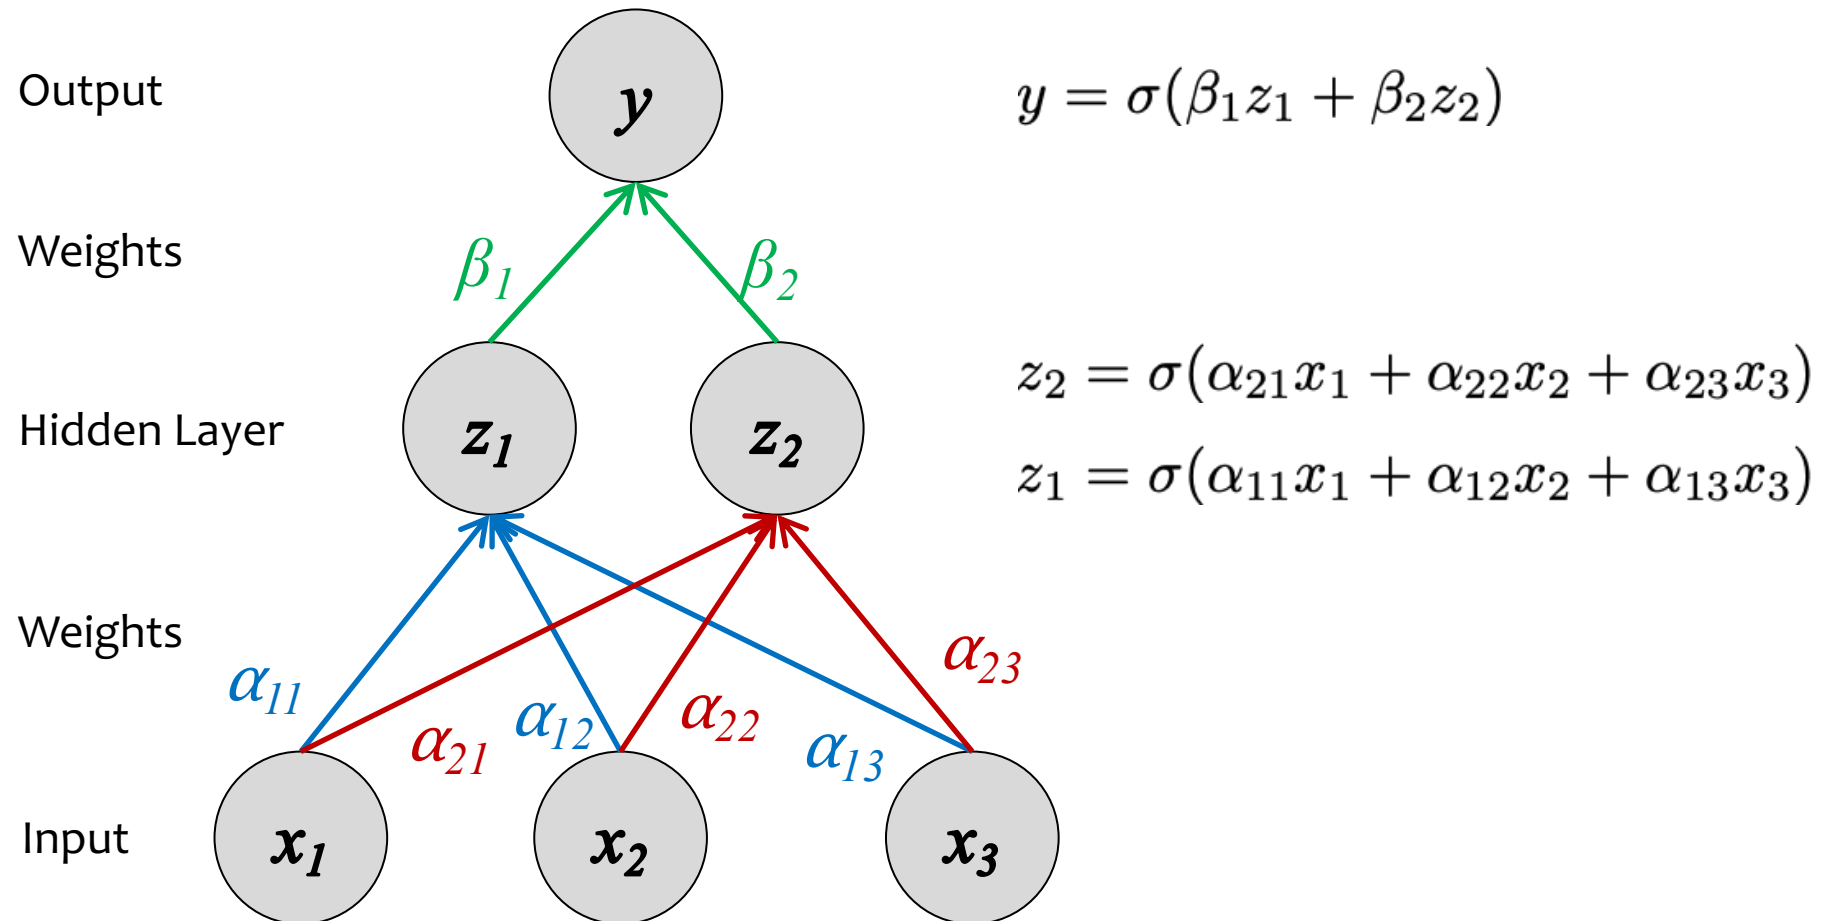 Output
y
y = σ(β₁z₁ + β₂z₂)
Weights
β₁
β₂
Hidden Layer
z₁
z₂
z₂ = σ(α₂₁x₁ + α₂₂x₂ + α₂₃x₃)
z₁ = σ(α₁₁x₁ + α₁₂x₂ + α₁₃x₃)
Weights
α₁₁
α₂₁
α₁₂
α₂₂
α₁₃
α₂₃
Input
x₁
x₂
x₃